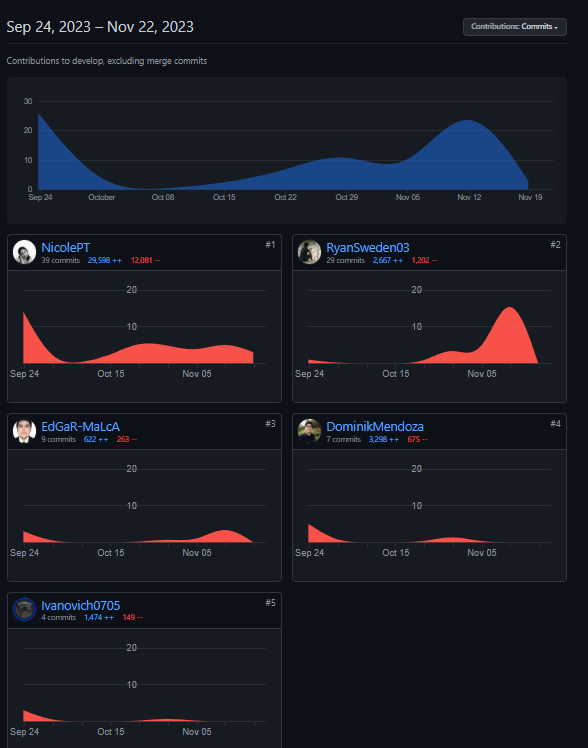 Sep 24, 2023 – Nov 22, 2023
Contributions: Commits
Contributions to develop, excluding merge commits
30
20
10
0
Sep 24 October Oct 08 Oct 15 Oct 22 Oct 29 Nov 05 Nov 12 Nov 19
NicolePT #1
39 commits 29,598 ++ 12,081 --
20
10
Sep 24 Oct 15 Nov 05
RyanSweden03 #2
29 commits 2,667 ++ 1,202 --
20
10
Sep 24 Oct 15 Nov 05
EdGaR-MaLcA #3
9 commits 622 ++ 263 --
20
10
Sep 24 Oct 15 Nov 05
DominikMendoza #4
7 commits 3,298 ++ 675 --
20
10
Sep 24 Oct 15 Nov 05
Ivanovich0705 #5
4 commits 1,474 ++ 149 --
20
10
Sep 24 Oct 15 Nov 05